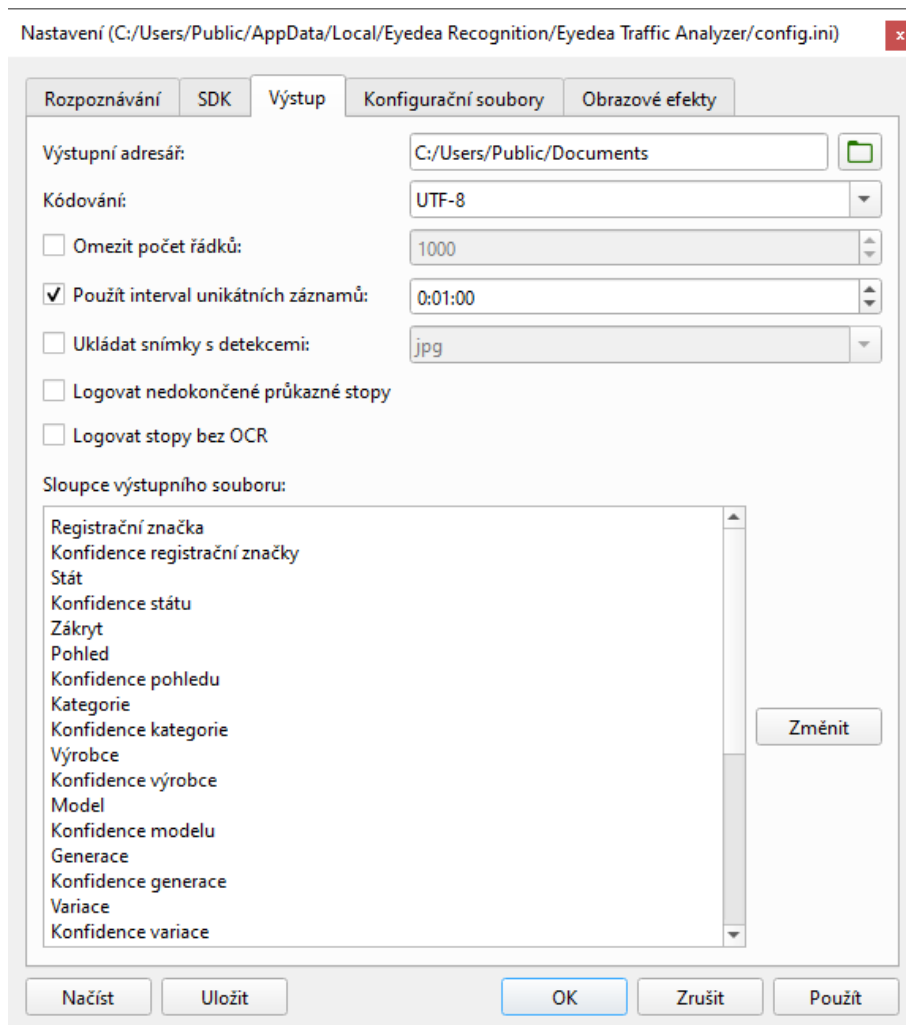 Nastavení (C:/Users/Public/AppData/Local/Eyedea Recognition/Eyedea Traffic Analyzer/config.ini)
x
Rozpoznávání SDK Výstup Konfigurační soubory Obrazové efekty
Výstupní adresář: C:/Users/Public/Documents
Kódování: UTF-8
Omezit počet řádků: 1000
Použít interval unikátních záznamů: 0:01:00
Ukládat snímky s detekcemi: jpg
Logovat nedokončené průkazné stopy
Logovat stopy bez OCR
Sloupce výstupního souboru:
Registrační značka
Konfidence registrační značky
Stát
Konfidence státu
Zákryt
Pohled
Konfidence pohledu
Kategorie
Konfidence kategorie
Změnit
Výrobce
Konfidence výrobce
Model
Konfidence modelu
Generace
Konfidence generace
Variace
Konfidence variace
Načíst Uložit OK Zrušit Použít